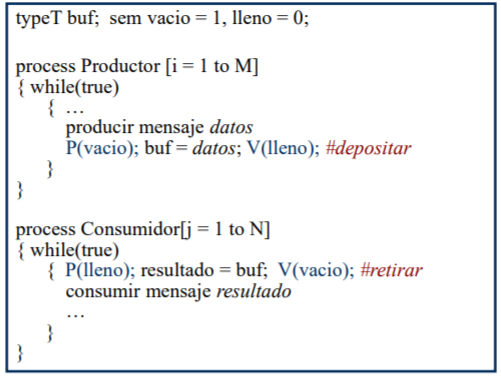 typeT buf; sem vacio = 1, lleno = 0;
process Productor [i = 1 to M]
{ while(true)
{ ...
producir mensaje datos
P(vacio); buf = datos; V(lleno); #depositar
}
}
process Consumidor[j = 1 to N]
{ while(true)
{ P(lleno); resultado = buf; V(vacio); #retirar
consumir mensaje resultado
...
}
}